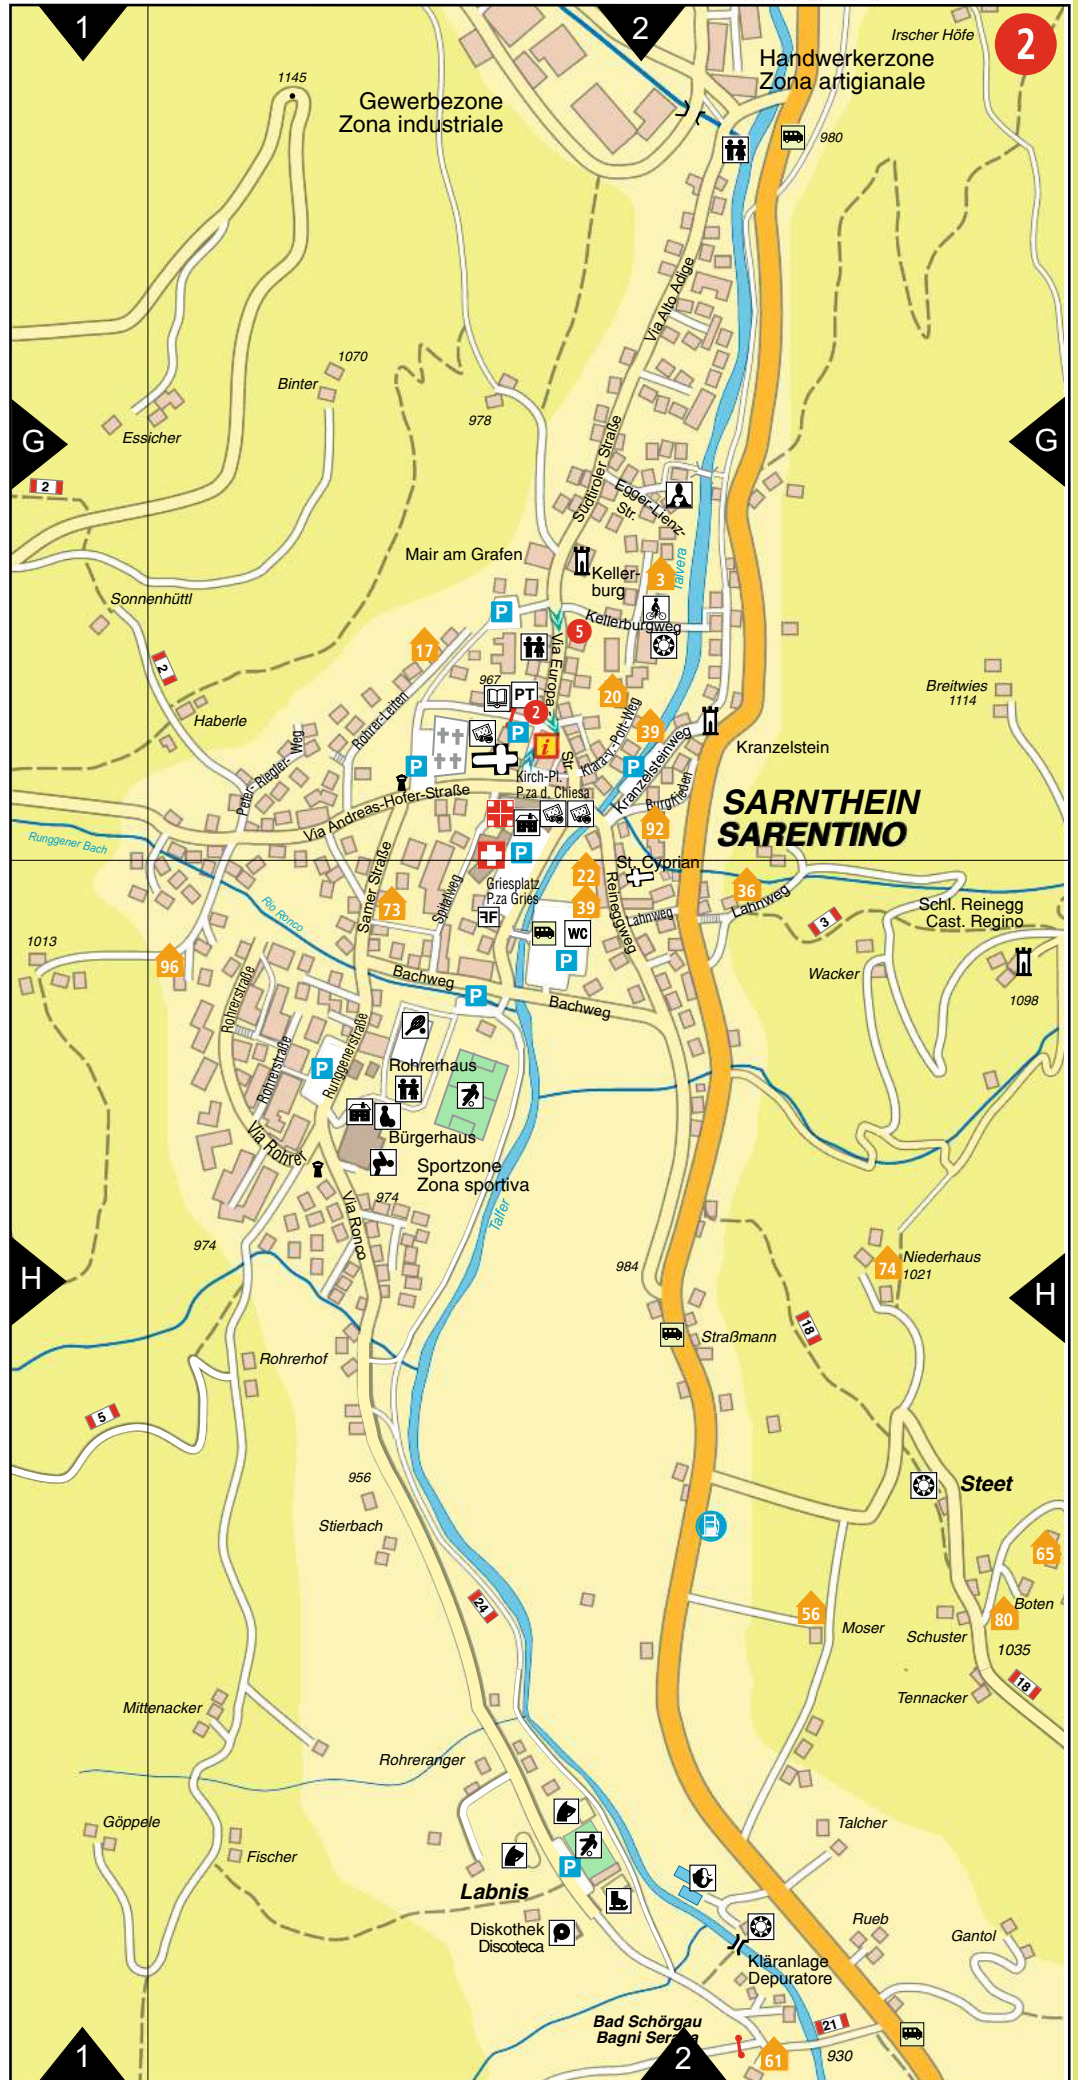 1
2
Irscher Höfe
2
Handwerkerzone
Zona artigianale
1145
Gewerbezone
Zona industriale
980
Via Alto Adige
1070
Binter
978
Essicher
G
G
2
Südtiroler Straße
Egger-Lienz-
Str.
Mair am Grafen
Keller-
burg
3
Talvera
Sonnenhüttl
P
5
Kellerburgweg
17
Via Europa
2
967
PT
20
Breitwies
1114
Haberle
Rohrer-Leiten
2
P
39
Klara-v.-Pölt-Weg
Kranzelstein
Peter-Riegler-Weg
i
Str.
P
P
Kranzelsteinweg
Kirch-Pl.
P.za d. Chiesa
Burgfrieden
SARNTHEIN
SARENTINO
Via Andreas-Hofer-Straße
92
Runggener Bach
P
St. Cyprian
22
36
Griesplatz
P.za Gries
Samer Straße
Spitalweg
Reineggweg
Lahnweg
Lahnweg
73
39
FF
WC
3
Schl. Reinegg
Cast. Regino
Rio Ronco
1013
96
P
Wacker
1098
Bachweg
P
Bachweg
Rohrerstraße
Rohrerstraße
Runggenerstraße
P
Rohrerhaus
Bürgerhaus
Via Rohrer
Sportzone
Zona sportiva
974
Via Ronco
Talfer
974
984
74
Niederhaus
1021
H
H
18
Straßmann
Rohrerhof
5
956
Steet
Stierbach
65
24
56
80
Boten
Moser
Schuster
1035
18
Tennacker
Mittenacker
Rohreranger
Göppele
Talcher
Fischer
P
Labnis
Diskothek
Discoteca
Rueb
Gantol
Kläranlage
Depuratore
Bad Schörgau
21
61
930
1
2